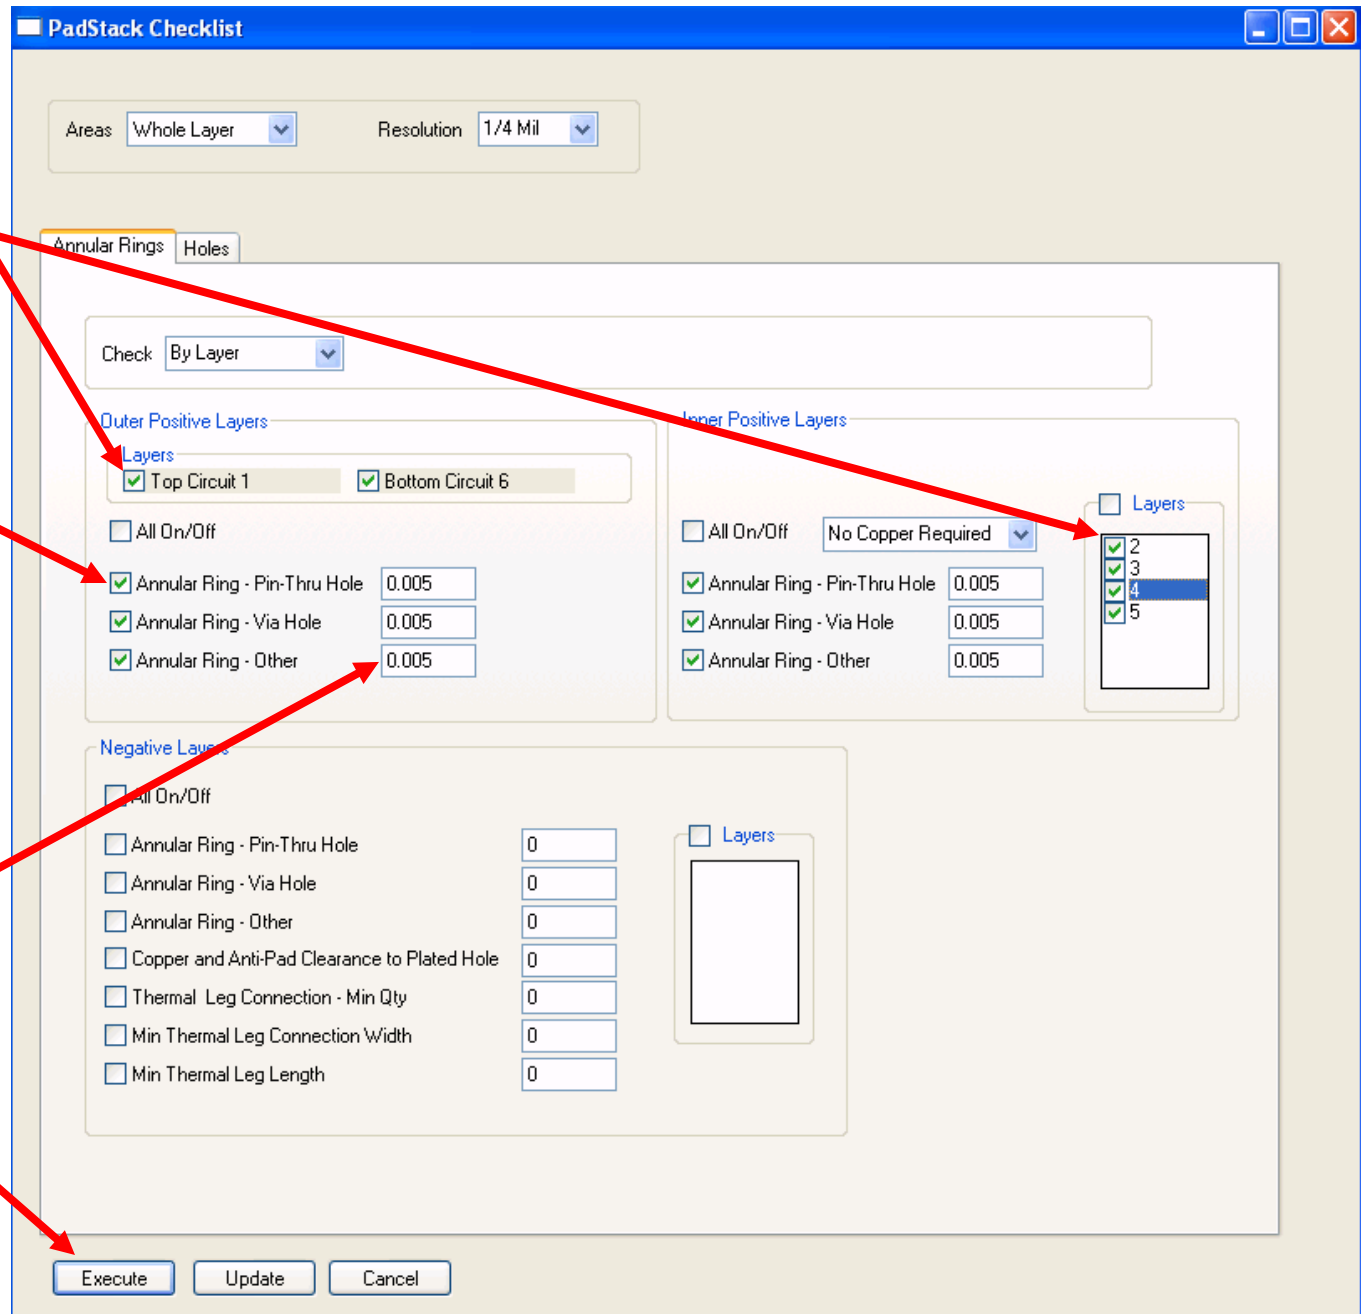 PadStack Checklist
Areas Whole Layer Resolution 1/4 Mil
Annular Rings Holes
Check By Layer
Outer Positive Layers
Layers
Top Circuit 1 Bottom Circuit 6
All On/Off
Annular Ring - Pin-Thru Hole 0.005
Annular Ring - Via Hole 0.005
Annular Ring - Other 0.005
Inner Positive Layers
All On/Off No Copper Required
Annular Ring - Pin-Thru Hole 0.005
Annular Ring - Via Hole 0.005
Annular Ring - Other 0.005
Layers
2
3
4
5
Negative Layers
All On/Off
Annular Ring - Pin-Thru Hole 0
Annular Ring - Via Hole 0
Annular Ring - Other 0
Copper and Anti-Pad Clearance to Plated Hole 0
Thermal Leg Connection - Min Qty 0
Min Thermal Leg Connection Width 0
Min Thermal Leg Length 0
Layers
Execute Update Cancel